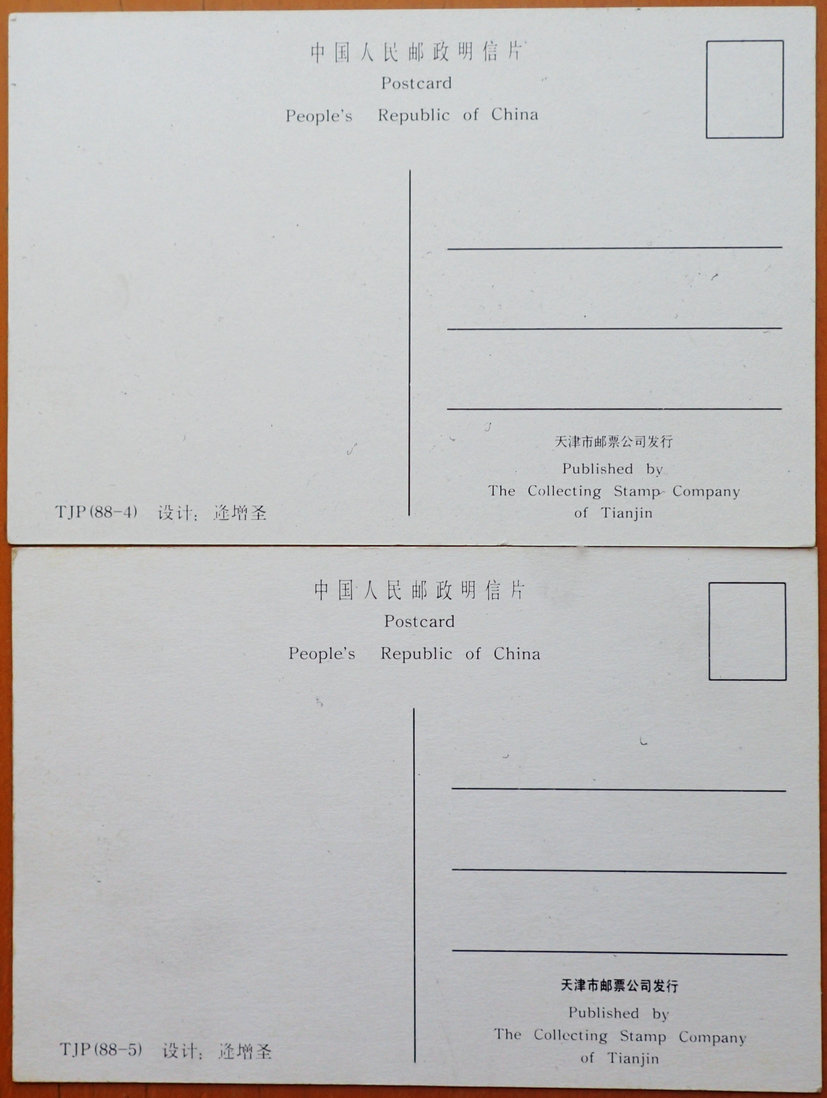 中国人民邮政明信片
Postcard
People's Republic of China
天津市邮票公司发行
Published by
The Collecting Stamp Company
of Tianjin
TJP(88-4) 设计：逄增圣
中国人民邮政明信片
Postcard
People's Republic of China
天津市邮票公司发行
Published by
The Collecting Stamp Company
of Tianjin
TJP(88-5) 设计：逄增圣